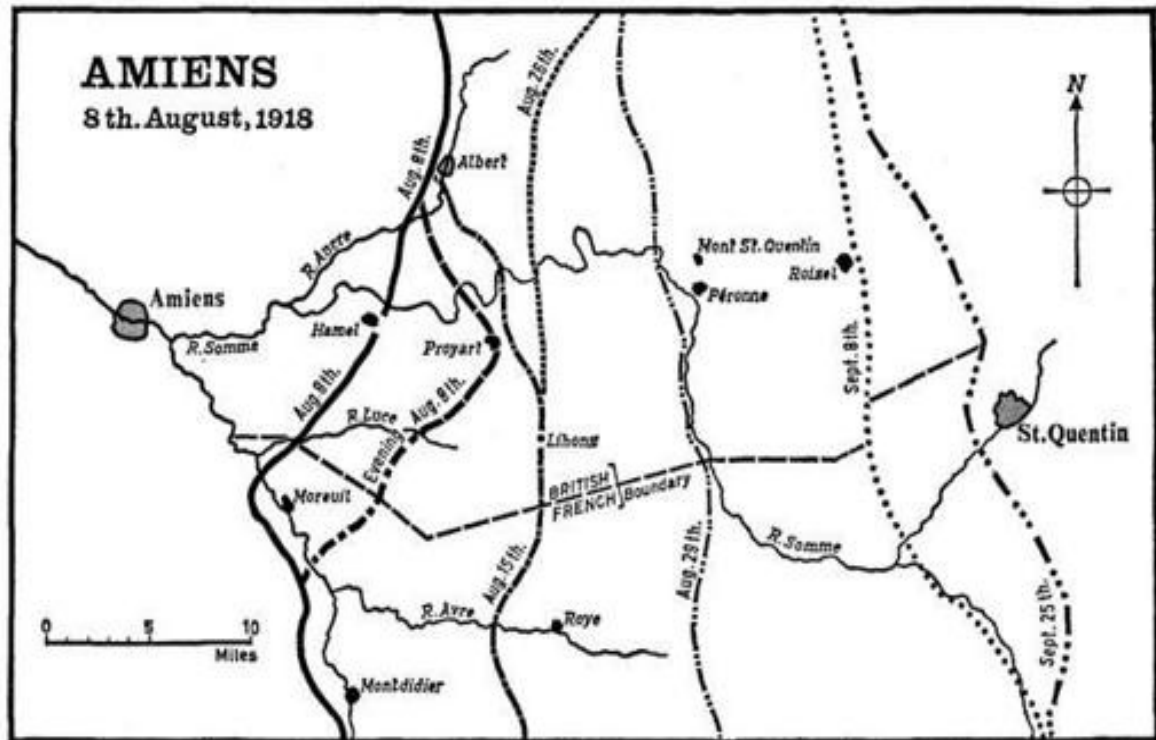 AMIENS
8th. August, 1918
N
Aug. 26th.
Aug. 8th.
Albert
R. Ancre
Mont St. Quentin
Roisel
Péronne
Amiens
Hamel
R. Somme
Proyart
Sept. 8th.
Aug 8th.
Aug. 8th.
Evening
R. Luce
Lihons
St. Quentin
BRITISH
FRENCH
Boundary
Moreuil
R. Somme
Aug. 15th.
Aug. 29th.
Sept. 25th.
R. Avre
Roye
0 5 10
Miles
Montdidier